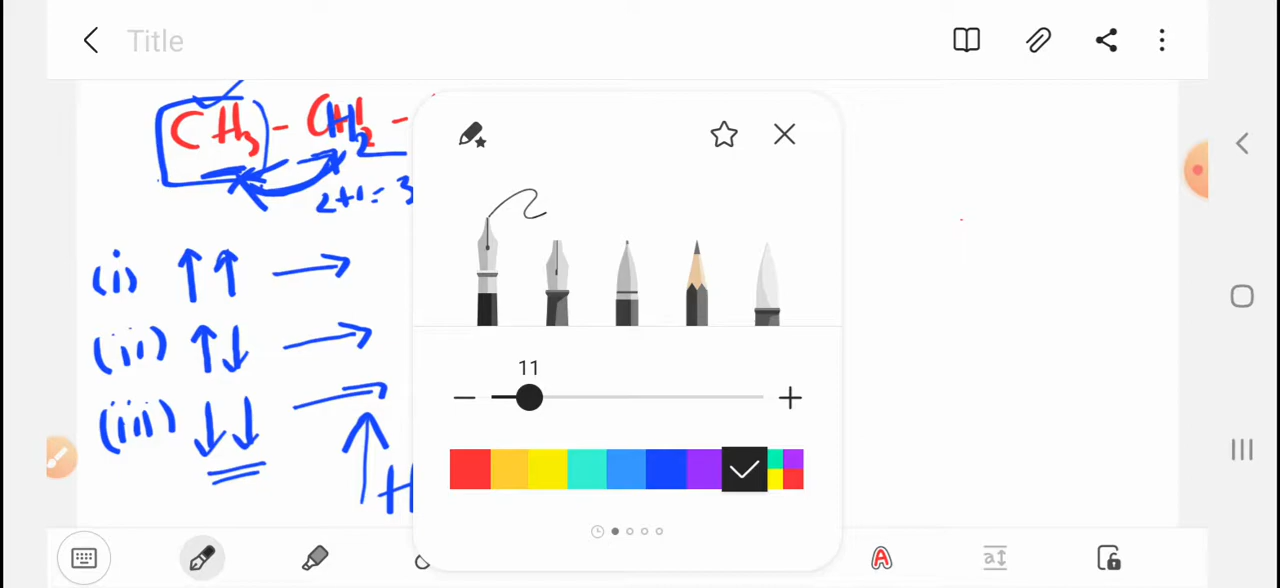 Title
CH3 - CH2 -
2+1=3
(i) ↑↑ →
(ii) ↑↓ →
(iii) ↓↓ →
↑
H
11
A
a